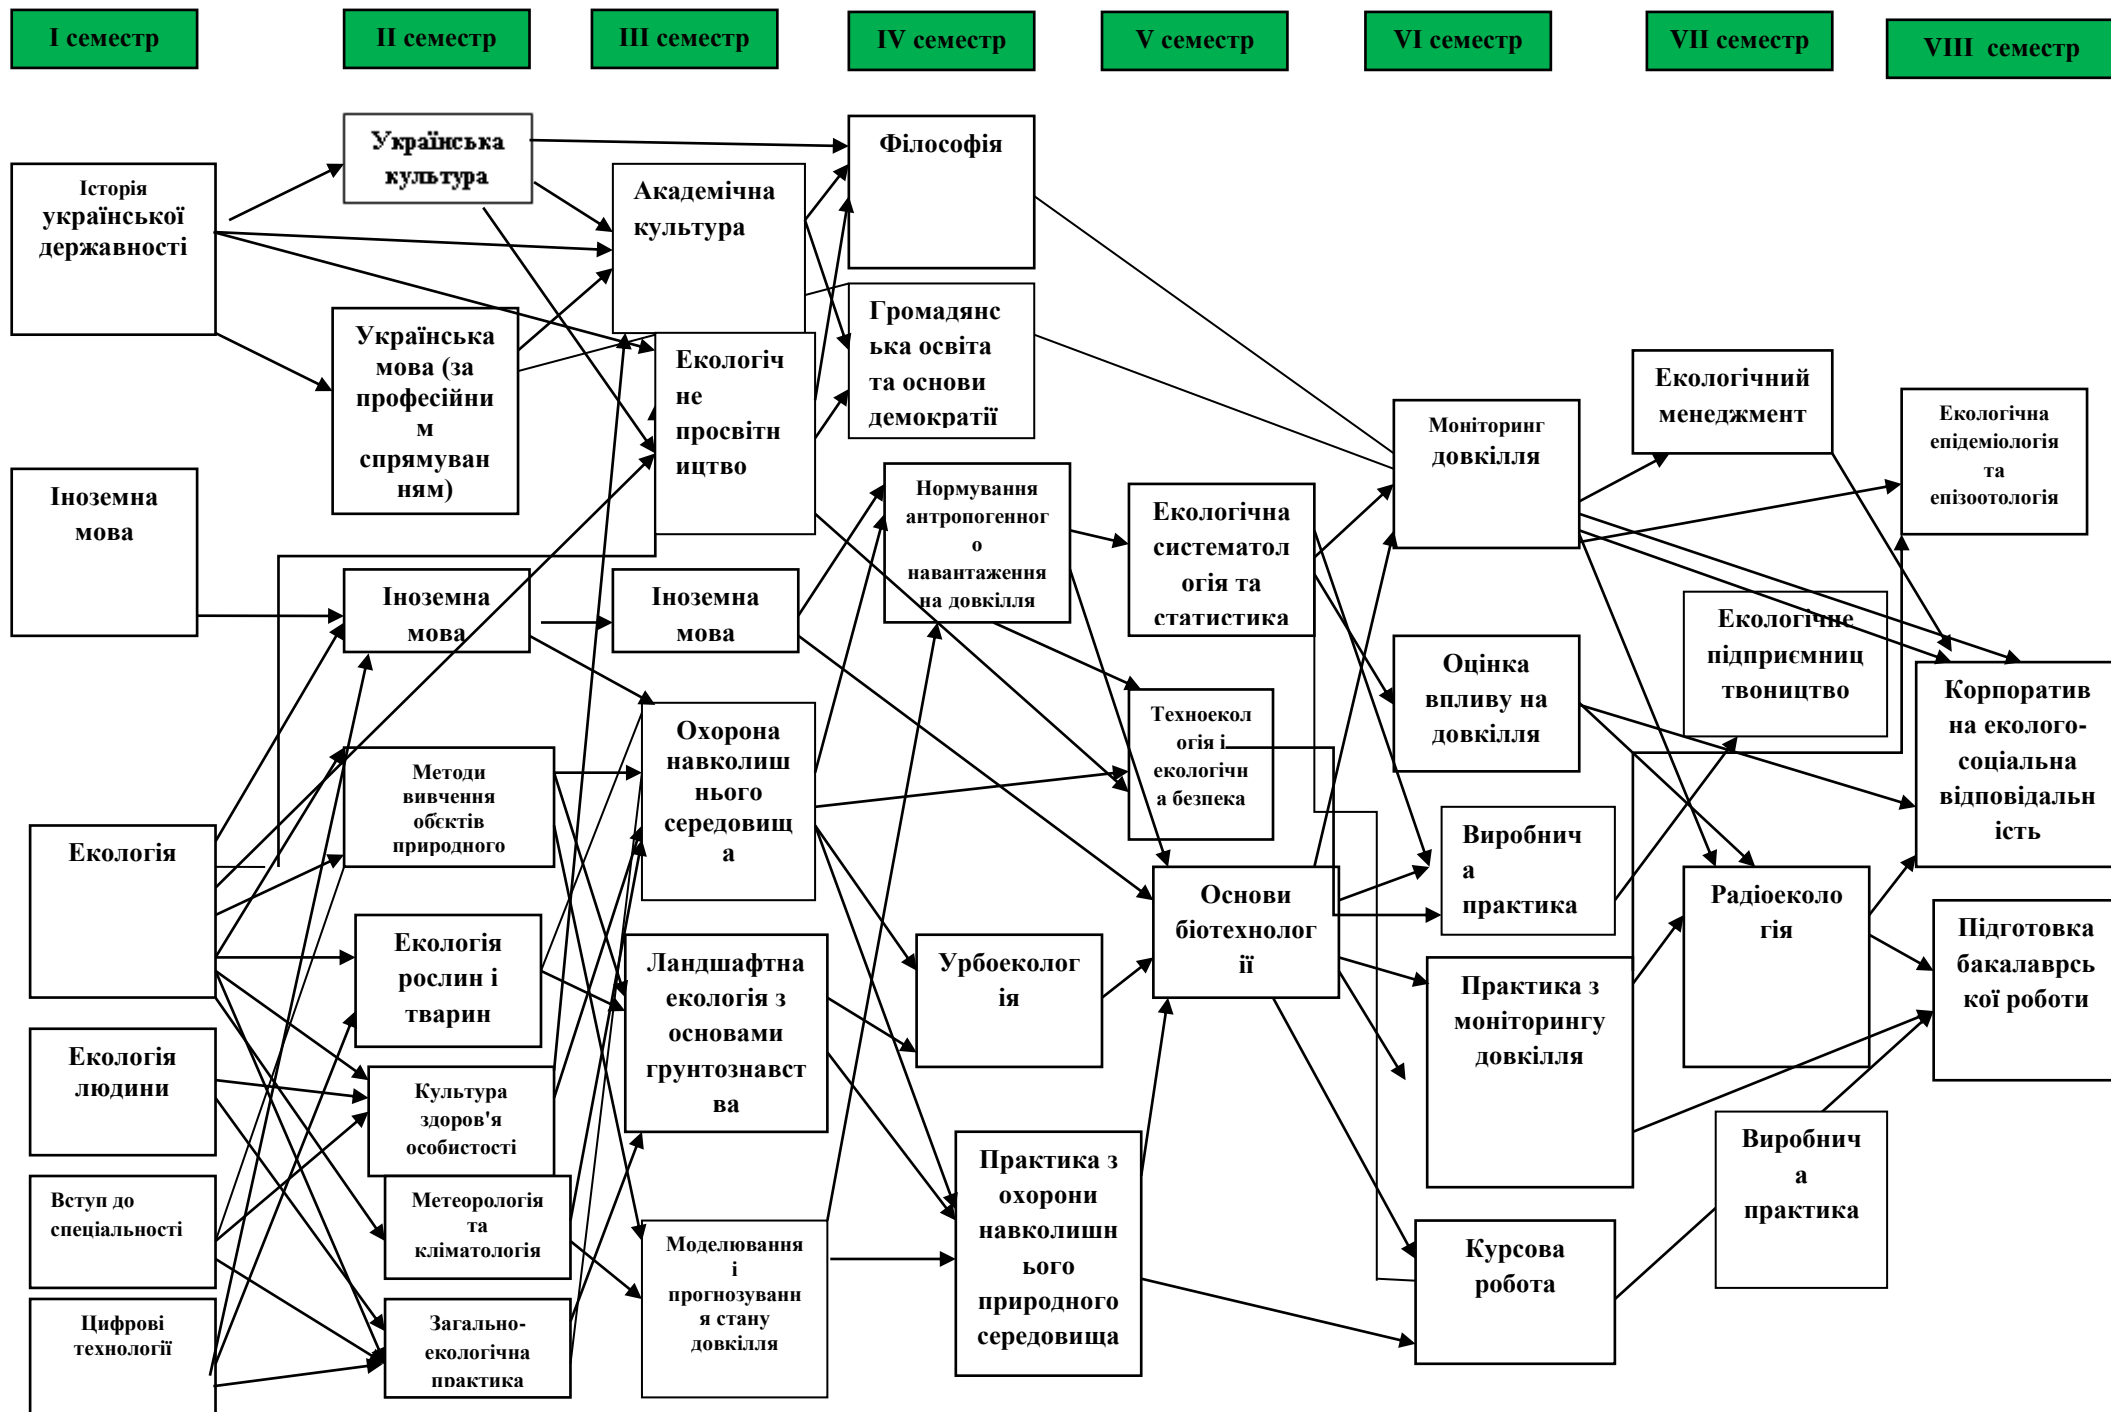 I семестр
II семестр
III семестр
IV семестр
V семестр
VI семестр
VII семестр
VIII семестр
Історія
української
державності
Іноземна
мова
Екологія
Екологія
людини
Вступ до
спеціальності
Цифрові
технології
Українська
культура
Українська
мова (за
професійни
м
спрямуван
ням)
Іноземна
мова
Методи
вивчення
обєктів
природного
Екологія
рослин і
тварин
Культура
здоров'я
особистості
Метеорологія
та
кліматологія
Загально-
екологічна
практика
Академічна
культура
Екологіч
не
просвітн
ицтво
Іноземна
мова
Охорона
навколиш
нього
середовищ
а
Ландшафтна
екологія з
основами
грунтознавст
ва
Моделювання
і
прогнозуванн
я стану
довкілля
Філософія
Громадянс
ька освіта
та основи
демократії
Нормування
антропогенног
о
навантаження
на довкілля
Урбоеколог
ія
Практика з
охорони
навколишн
ього
природного
середовища
Екологічна
систематол
огія та
статистика
Техноекол
огія і
екологічн
а безпека
Основи
біотехнолог
ії
Моніторинг
довкілля
Оцінка
впливу на
довкілля
Виробнич
а
практика
Практика з
моніторингу
довкілля
Курсова
робота
Екологічний
менеджмент
Екологічне
підприємниц
твоництво
Радіоеколо
гія
Виробнич
а
практика
Екологічна
епідеміологія
та
епізоотологія
Корпоратив
на еколого-
соціальна
відповідальн
ість
Підготовка
бакалаврсь
кої роботи